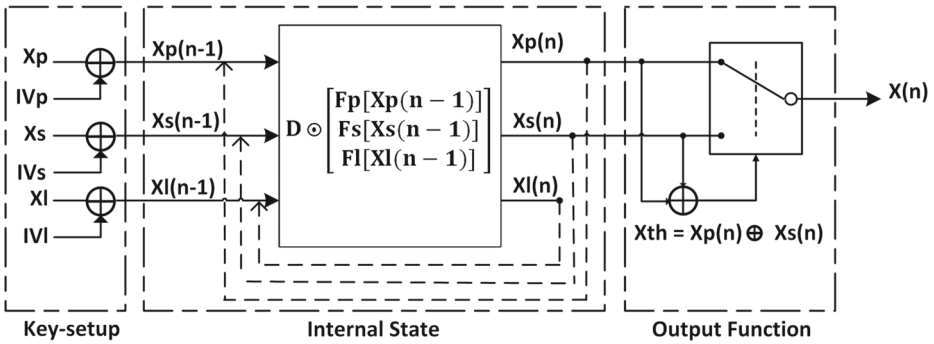 Xp
IVp
Xs
IVs
Xl
IVl
Key-setup
Xp(n-1)
Xs(n-1)
Xl(n-1)
D ⊙
Fp[Xp(n − 1)]
Fs[Xs(n − 1)]
Fl[Xl(n − 1)]
Xp(n)
Xs(n)
Xl(n)
Internal State
Xth = Xp(n) ⊕ Xs(n)
X(n)
Output Function